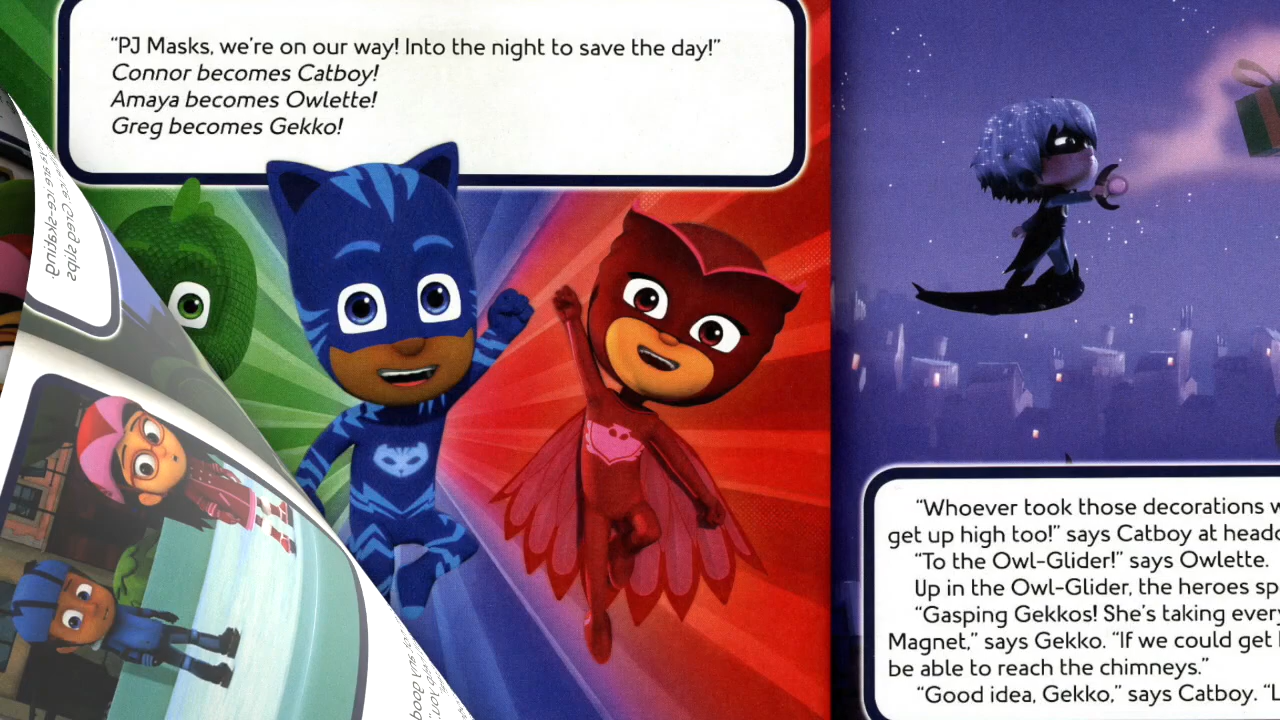 “PJ Masks, we’re on our way! Into the night to save the day!”
Connor becomes Catboy!
Amaya becomes Owlette!
Greg becomes Gekko!
“Whoever took those decorations
get up high too!” says Catboy at
“To the Owl-Glider!” says Owlette.
Up in the Owl-Glider, the heroes
“Gasping Gekkos! She’s taking
Magnet,” says Gekko. “If we could get
be able to reach the chimneys.”
“Good idea, Gekko,” says Catboy.